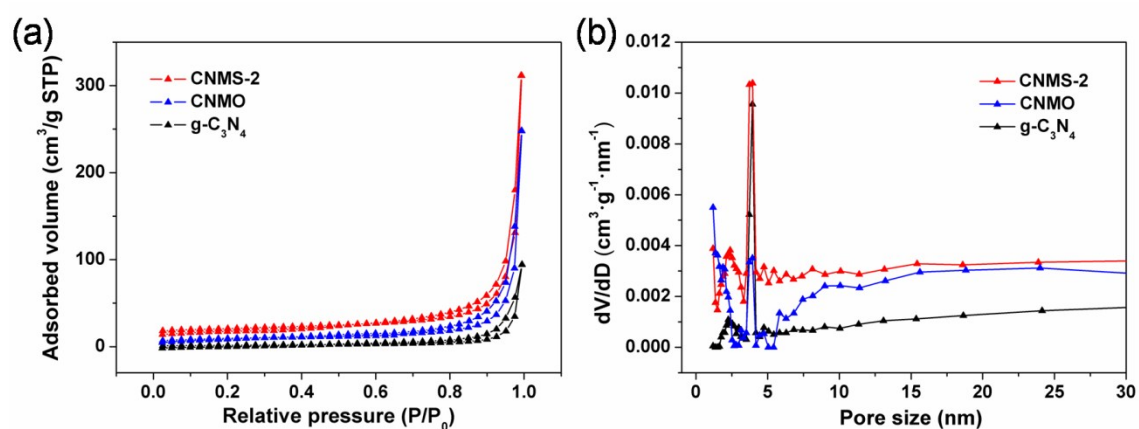 (a)
Adsorbed volume (cm³/g STP)
300
200
100
0
CNMS-2
CNMO
g-C₃N₄
0.0 0.2 0.4 0.6 0.8 1.0
Relative pressure (P/P₀)
(b)
dV/dD (cm³·g⁻¹·nm⁻¹)
0.012
0.010
0.008
0.006
0.004
0.002
0.000
CNMS-2
CNMO
g-C₃N₄
0 5 10 15 20 25 30
Pore size (nm)